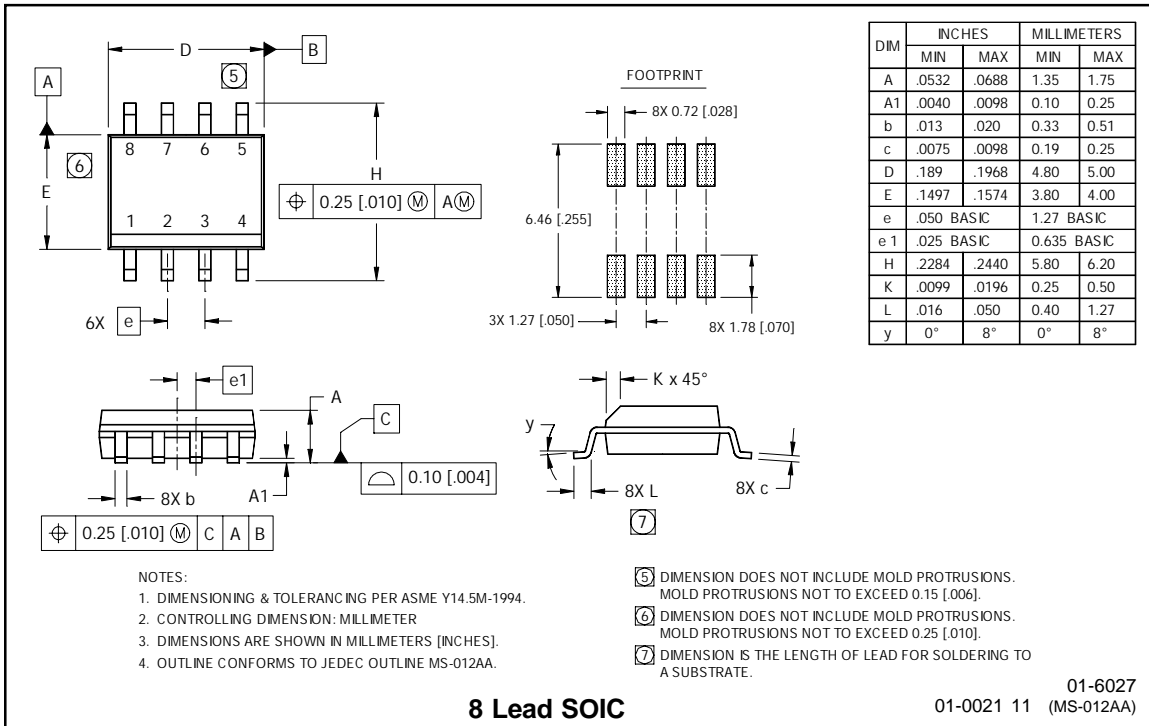 D
B
5
A
8 7 6 5
6
E
H
⌖ 0.25 [.010] Ⓜ A Ⓜ
1 2 3 4
6X e
FOOTPRINT
8X 0.72 [.028]
6.46 [.255]
3X 1.27 [.050]
8X 1.78 [.070]
DIM INCHES MILLIMETERS
MIN MAX MIN MAX
A .0532 .0688 1.35 1.75
A1 .0040 .0098 0.10 0.25
b .013 .020 0.33 0.51
c .0075 .0098 0.19 0.25
D .189 .1968 4.80 5.00
E .1497 .1574 3.80 4.00
e .050 BASIC 1.27 BASIC
e 1 .025 BASIC 0.635 BASIC
H .2284 .2440 5.80 6.20
K .0099 .0196 0.25 0.50
L .016 .050 0.40 1.27
y 0° 8° 0° 8°
e1
A
C
⌓ 0.10 [.004]
8X b
A1
⌖ 0.25 [.010] Ⓜ C A B
K x 45°
y
8X L
8X c
7
NOTES:
1. DIMENSIONING & TOLERANCING PER ASME Y14.5M-1994.
2. CONTROLLING DIMENSION: MILLIMETER
3. DIMENSIONS ARE SHOWN IN MILLIMETERS [INCHES].
4. OUTLINE CONFORMS TO JEDEC OUTLINE MS-012AA.
5 DIMENSION DOES NOT INCLUDE MOLD PROTRUSIONS.
MOLD PROTRUSIONS NOT TO EXCEED 0.15 [.006].
6 DIMENSION DOES NOT INCLUDE MOLD PROTRUSIONS.
MOLD PROTRUSIONS NOT TO EXCEED 0.25 [.010].
7 DIMENSION IS THE LENGTH OF LEAD FOR SOLDERING TO
A SUBSTRATE.
8 Lead SOIC
01-6027
01-0021 11 (MS-012AA)